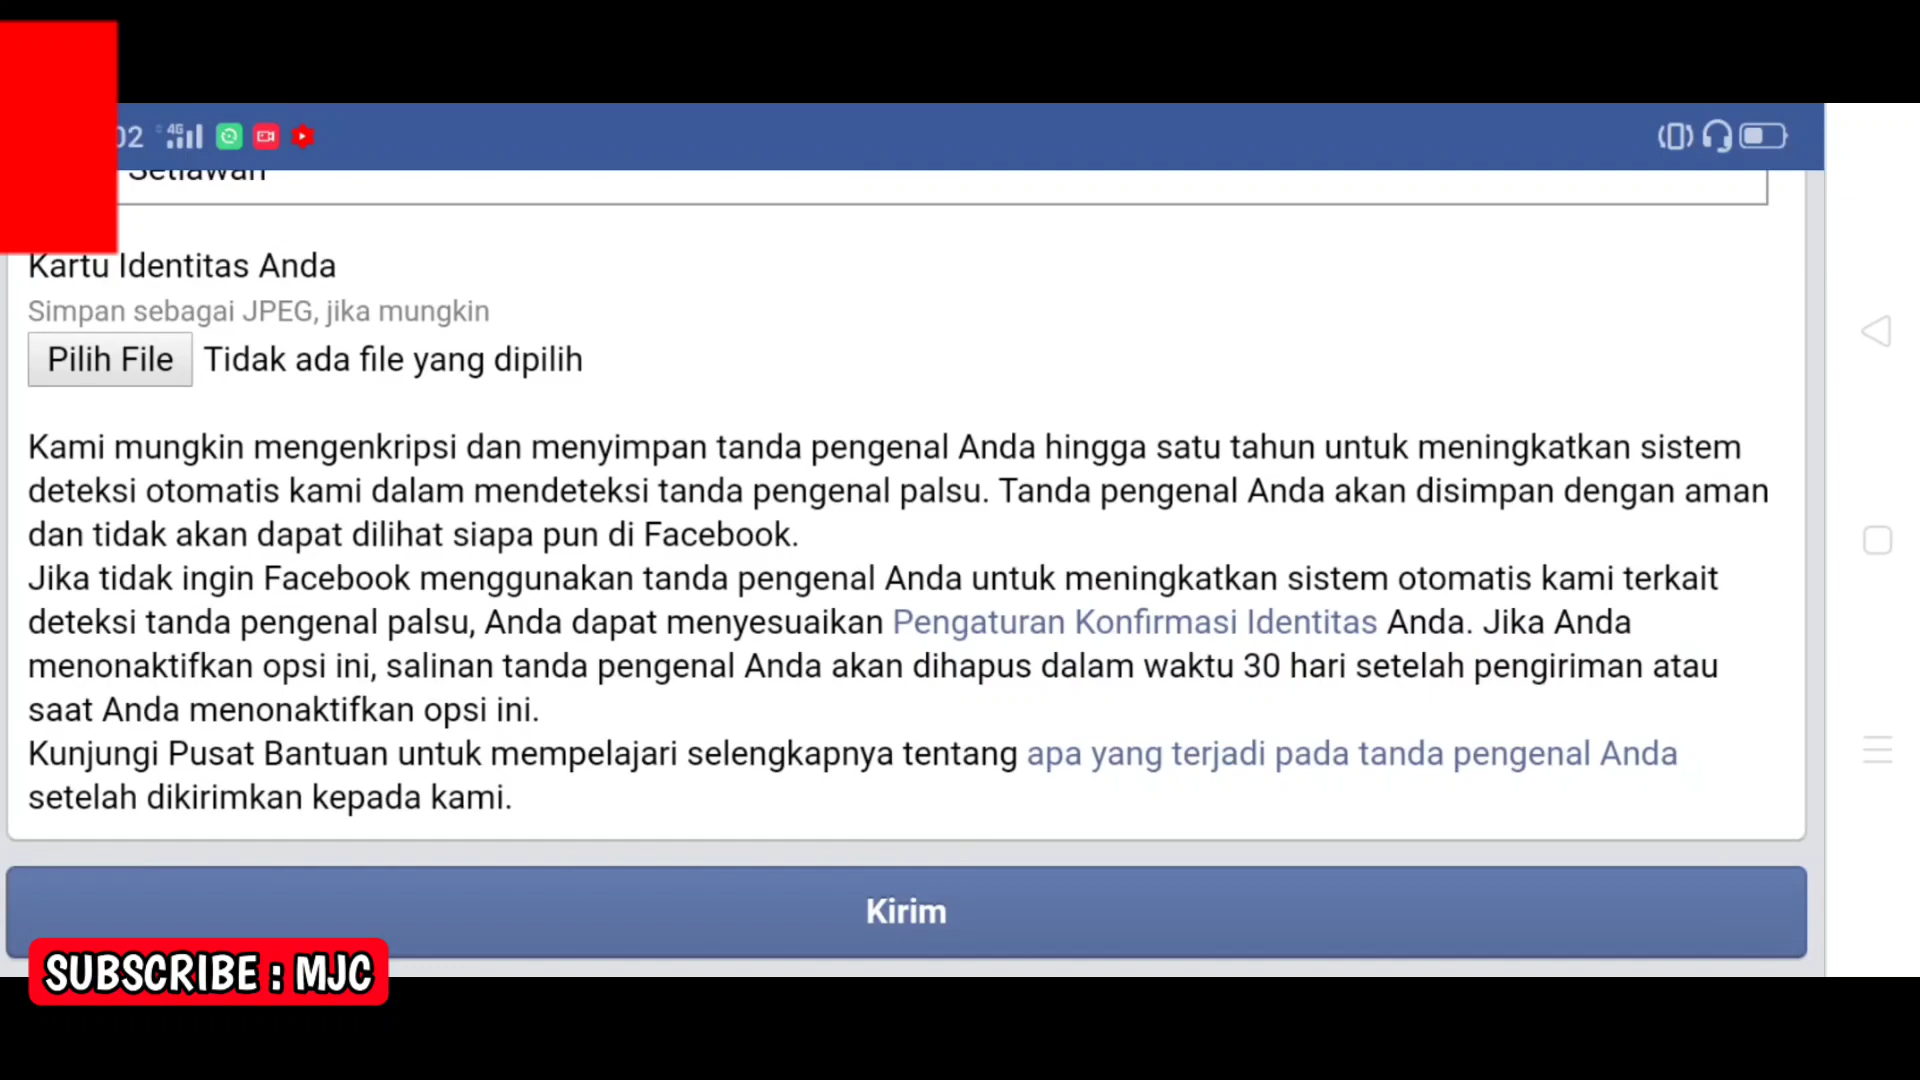 02 4G
Setiawan
Kartu Identitas Anda
Simpan sebagai JPEG, jika mungkin
Pilih File Tidak ada file yang dipilih
Kami mungkin mengenkripsi dan menyimpan tanda pengenal Anda hingga satu tahun untuk meningkatkan sistem
deteksi otomatis kami dalam mendeteksi tanda pengenal palsu. Tanda pengenal Anda akan disimpan dengan aman
dan tidak akan dapat dilihat siapa pun di Facebook.
Jika tidak ingin Facebook menggunakan tanda pengenal Anda untuk meningkatkan sistem otomatis kami terkait
deteksi tanda pengenal palsu, Anda dapat menyesuaikan Pengaturan Konfirmasi Identitas Anda. Jika Anda
menonaktifkan opsi ini, salinan tanda pengenal Anda akan dihapus dalam waktu 30 hari setelah pengiriman atau
saat Anda menonaktifkan opsi ini.
Kunjungi Pusat Bantuan untuk mempelajari selengkapnya tentang apa yang terjadi pada tanda pengenal Anda
setelah dikirimkan kepada kami.
Kirim
SUBSCRIBE : MJC